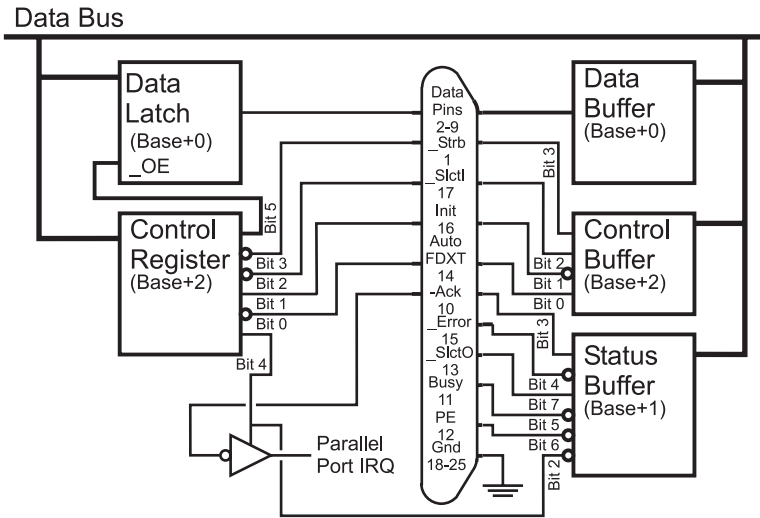 Data Bus
Data
Latch
(Base+0)
_OE
Control
Register
(Base+2)
Bit 5
Bit 3
Bit 2
Bit 1
Bit 0
Bit 4
Parallel
Port IRQ
Data
Pins
2-9
_Strb
1
_Slctl
17
Init
16
Auto
FDXT
14
-Ack
10
_Error
15
_SlctO
13
Busy
11
PE
12
Gnd
18-25
Data
Buffer
(Base+0)
Bit 3
Control
Buffer
(Base+2)
Bit 2
Bit 1
Bit 0
Bit 3
Status
Buffer
(Base+1)
Bit 4
Bit 7
Bit 5
Bit 6
Bit 2